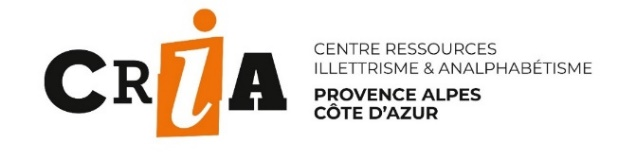 CRiA
CENTRE RESSOURCES
ILLETTRISME & ANALPHABÉTISME
PROVENCE ALPES
CÔTE D'AZUR